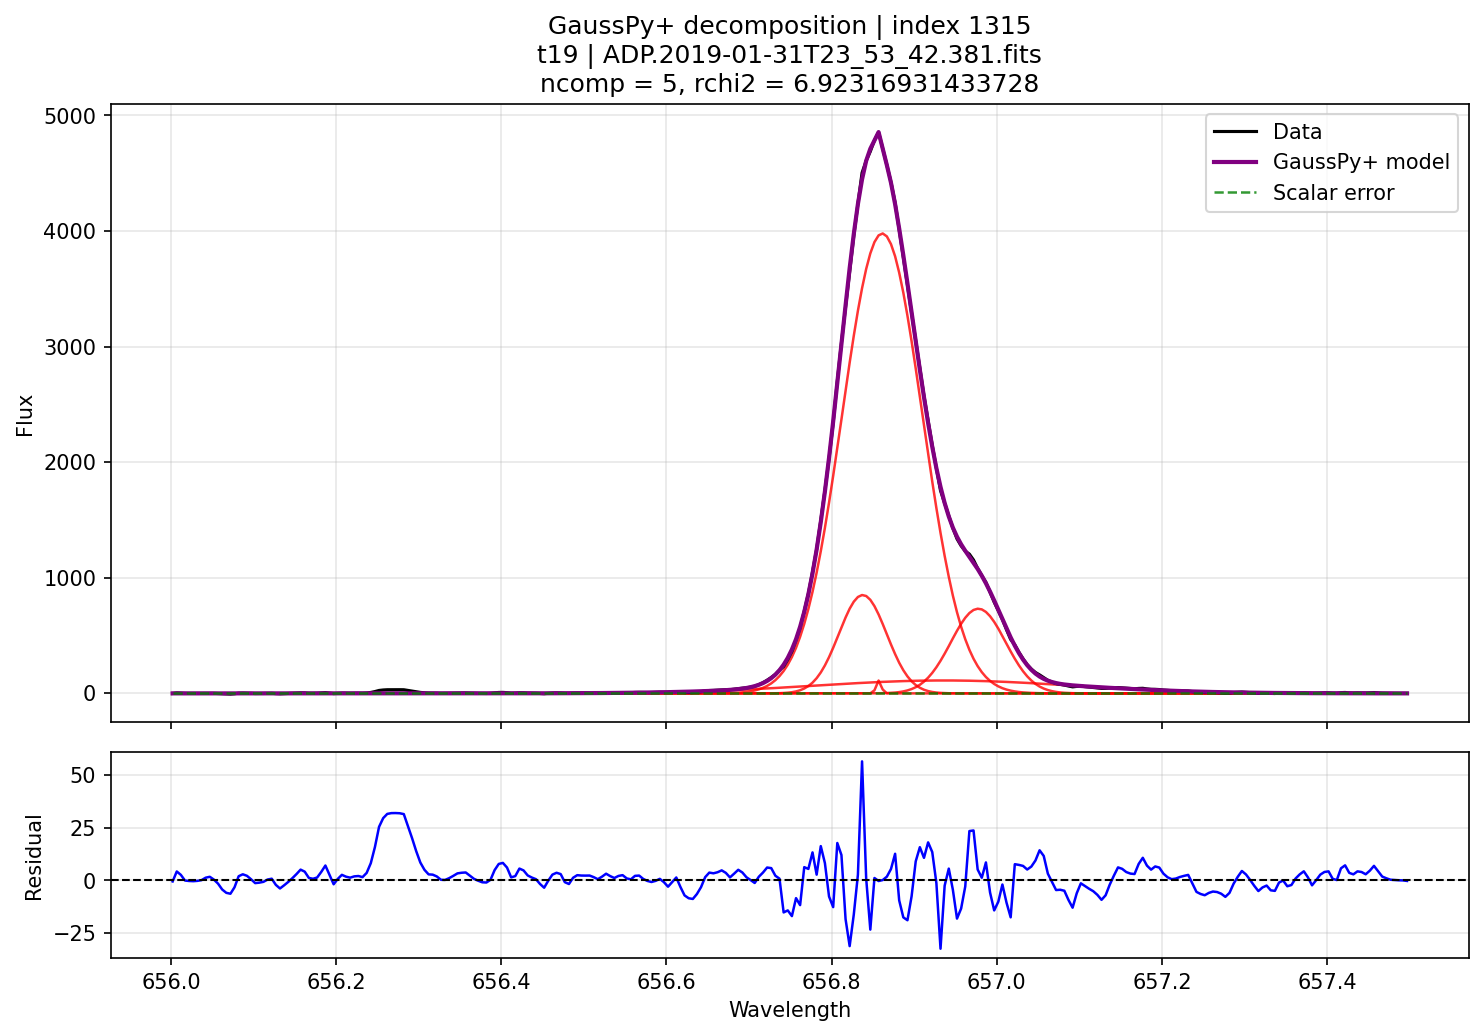 GaussPy+ decomposition | index 1315
t19 | ADP.2019-01-31T23_53_42.381.fits
ncomp = 5, rchi2 = 6.92316931433728
5000
4000
3000
2000
1000
0
Flux
Data
GaussPy+ model
Scalar error
50
25
0
−25
Residual
656.0
656.2
656.4
656.6
656.8
657.0
657.2
657.4
Wavelength